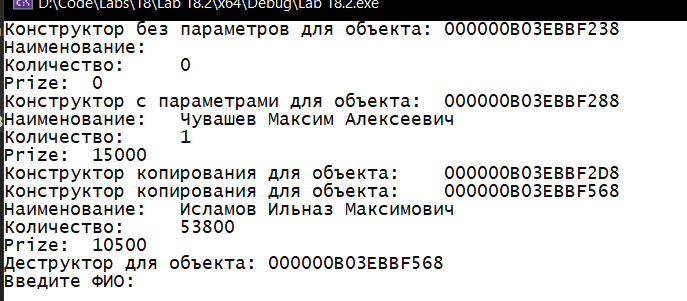 D:\Code\Labs\18\Lab 18.2\x64\Debug\Lab 18.2.exe
Конструктор без параметров для объекта: 000000B03EBBF238
Наименование:
Количество: 0
Prize: 0
Конструктор с параметрами для объекта: 000000B03EBBF288
Наименование: Чувашев Максим Алексеевич
Количество: 1
Prize: 15000
Конструктор копирования для объекта: 000000B03EBBF2D8
Конструктор копирования для объекта: 000000B03EBBF568
Наименование: Исламов Ильназ Максимович
Количество: 53800
Prize: 10500
Деструктор для объекта: 000000B03EBBF568
Введите ФИО: